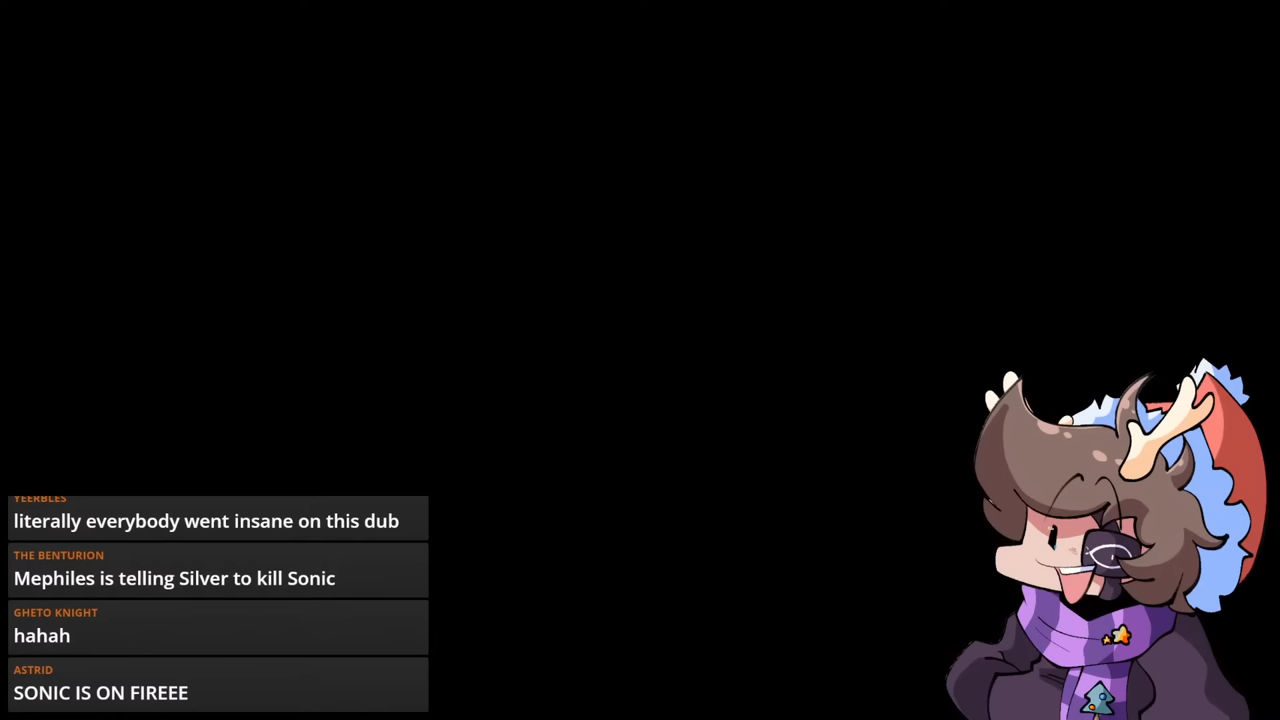 YEERBLES
literally everybody went insane on this dub
THE BENTURION
Mephiles is telling Silver to kill Sonic
GHETO KNIGHT
hahah
ASTRID
SONIC IS ON FIREEE